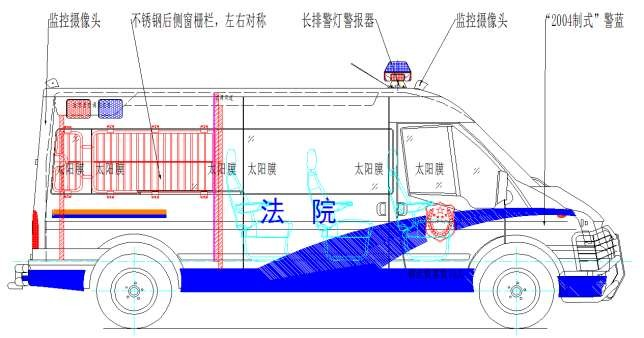 监控摄像头
不锈钢后侧窗栅栏，左右对称
长排警灯警报器
监控摄像头
“2004制式”警蓝
太阳膜
太阳膜
太阳膜
太阳膜
太阳膜
法 院